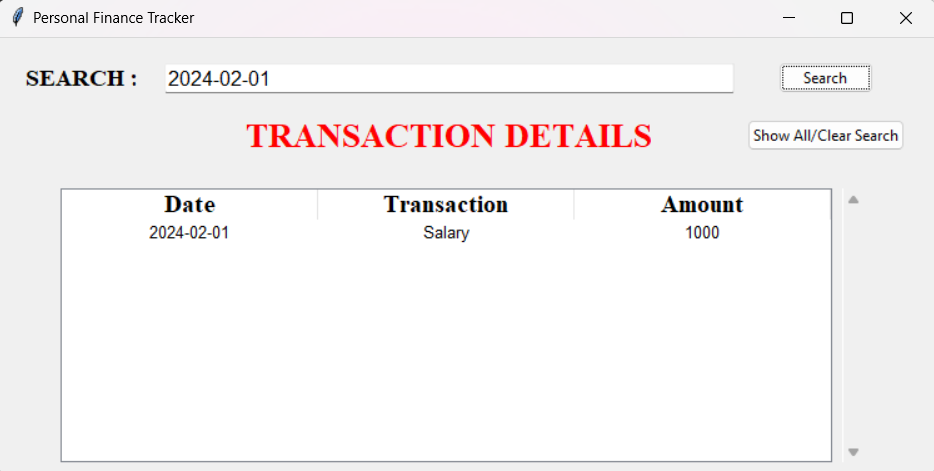 Personal Finance Tracker
SEARCH : 2024-02-01 Search
TRANSACTION DETAILS Show All/Clear Search
Date Transaction Amount
2024-02-01 Salary 1000